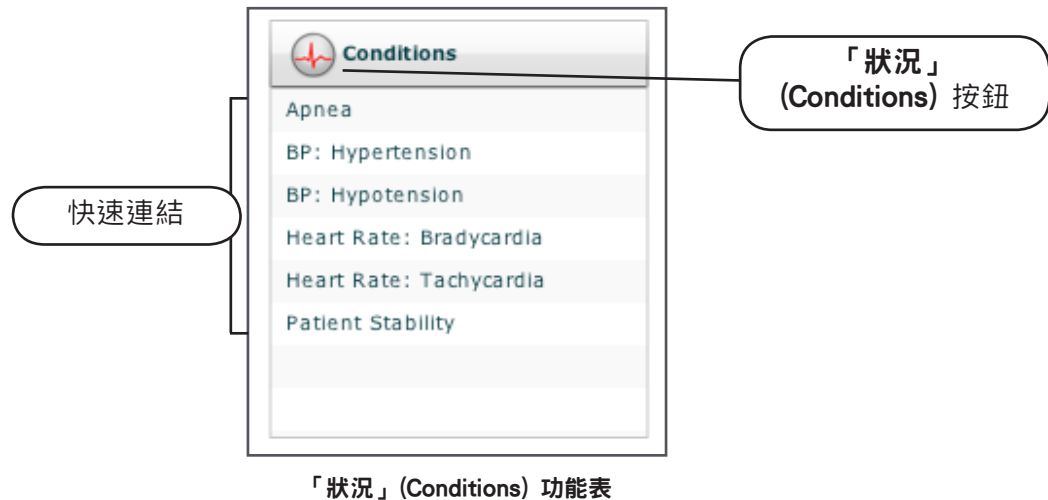 Conditions
「狀況」
(Conditions) 按鈕
Apnea
BP: Hypertension
BP: Hypotension
快速連結
Heart Rate: Bradycardia
Heart Rate: Tachycardia
Patient Stability
「狀況」(Conditions) 功能表